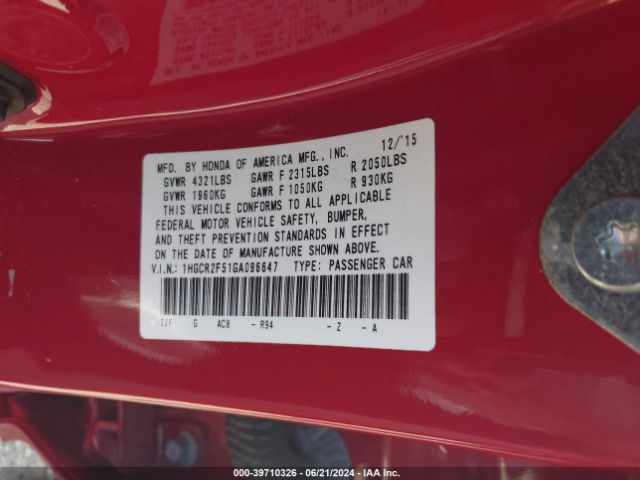 MFD. BY HONDA OF AMERICA MFG., INC. 12/'15
GVWR 4321LBS GAWR F 2315LBS R 2050LBS
GVWR 1960KG GAWR F 1050KG R 930KG
THIS VEHICLE CONFORMS TO ALL APPLICABLE
FEDERAL MOTOR VEHICLE SAFETY, BUMPER,
AND THEFT PREVENTION STANDARDS IN EFFECT
ON THE DATE OF MANUFACTURE SHOWN ABOVE.
V.I.N.: 1HGCR2F51GA096647 TYPE: PASSENGER CAR
T2F G ACB - R94 - Z - A
000-39710326 - 06/21/2024 - IAA Inc.